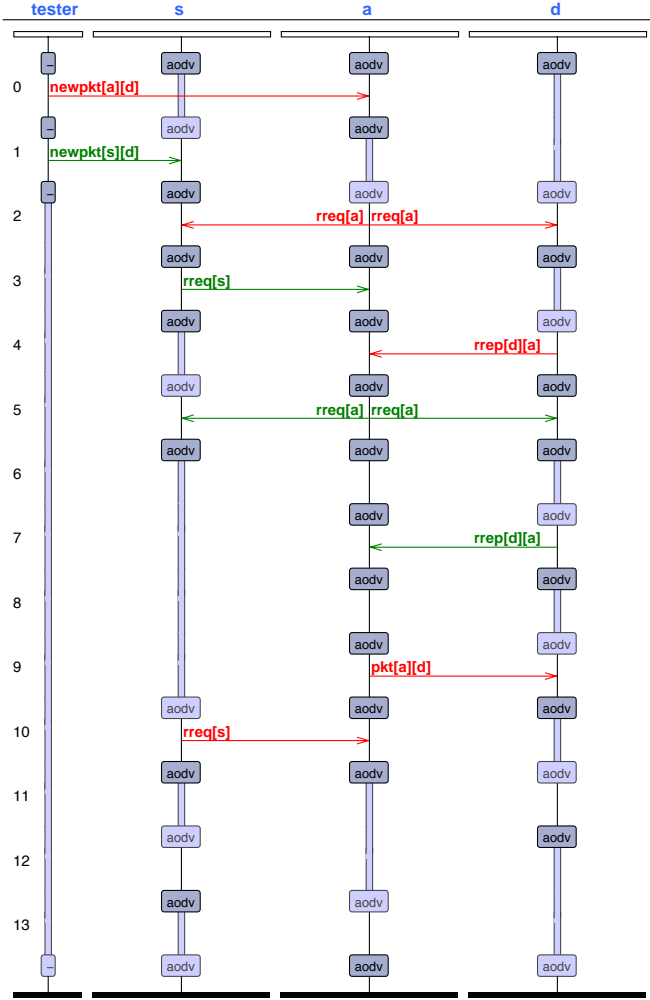 tester s a d
– aodv aodv aodv
0
newpkt[a][d]
– aodv aodv
1
newpkt[s][d]
– aodv aodv aodv
2
rreq[a] rreq[a]
aodv aodv aodv
3
rreq[s]
aodv aodv aodv
4
rrep[d][a]
aodv aodv aodv
5
rreq[a] rreq[a]
aodv aodv aodv
6
aodv aodv
7
rrep[d][a]
aodv aodv
8
aodv aodv
9
pkt[a][d]
aodv aodv aodv
10
rreq[s]
aodv aodv aodv
11
aodv aodv
12
aodv aodv
13
– aodv aodv aodv